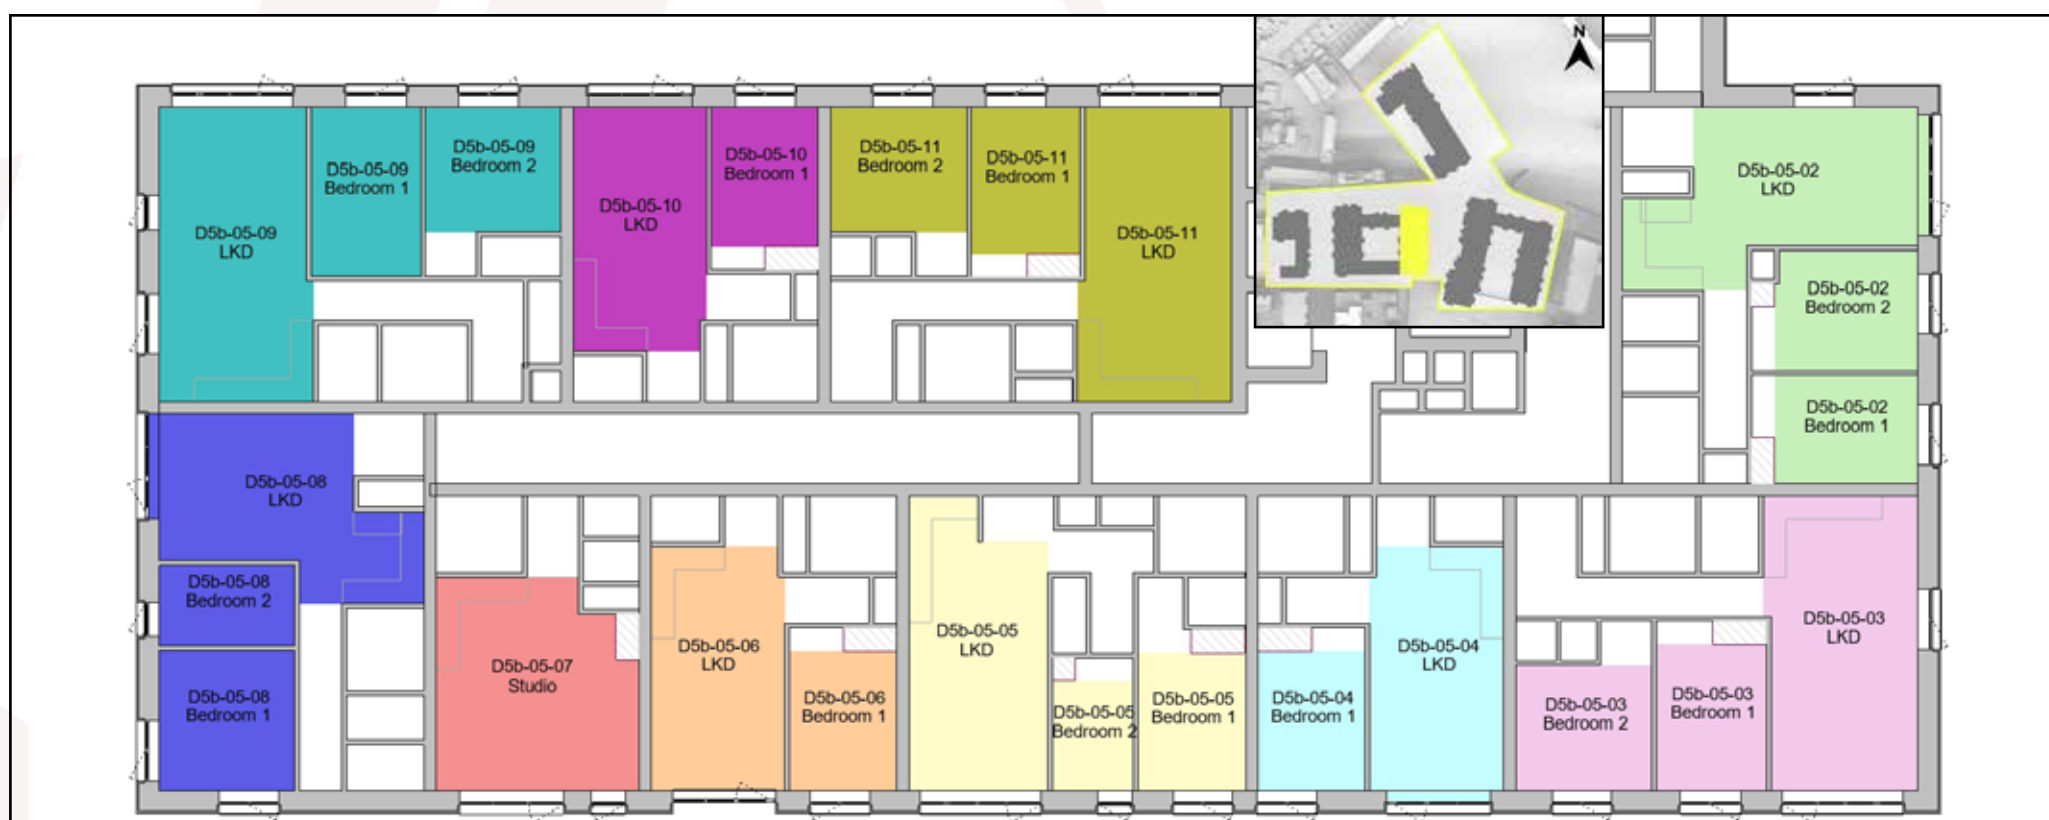 N
D5b-05-09
LKD
D5b-05-09
Bedroom 1
D5b-05-09
Bedroom 2
D5b-05-10
LKD
D5b-05-10
Bedroom 1
D5b-05-11
Bedroom 2
D5b-05-11
Bedroom 1
D5b-05-11
LKD
D5b-05-02
LKD
D5b-05-02
Bedroom 2
D5b-05-02
Bedroom 1
D5b-05-08
LKD
D5b-05-08
Bedroom 2
D5b-05-08
Bedroom 1
D5b-05-07
Studio
D5b-05-06
LKD
D5b-05-06
Bedroom 1
D5b-05-05
LKD
D5b-05-05
Bedroom 2
D5b-05-05
Bedroom 1
D5b-05-04
Bedroom 1
D5b-05-04
LKD
D5b-05-03
Bedroom 2
D5b-05-03
Bedroom 1
D5b-05-03
LKD